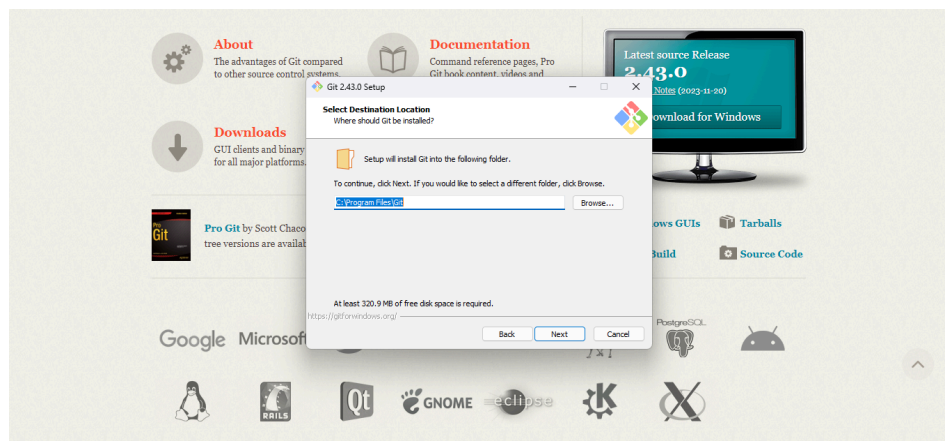 About
The advantages of Git compared
to other source control systems.
Documentation
Command reference pages, Pro
Git book content, videos and
Latest source Release
2.43.0
Notes (2023-11-20)
Download for Windows
Downloads
GUI clients and binary
for all major platforms.
Git 2.43.0 Setup
Select Destination Location
Where should Git be installed?
Setup will install Git into the following folder.
To continue, click Next. If you would like to select a different folder, click Browse.
C:\Program Files\Git
Browse...
At least 320.9 MB of free disk space is required.
https://gitforwindows.org/
Back
Next
Cancel
Pro
Git
Pro Git by Scott Chaco
tree versions are availab
ows GUIs
Tarballs
Build
Source Code
Google
Microsoft
PostgreSQL
RAILS
Qt
GNOME
eclipse